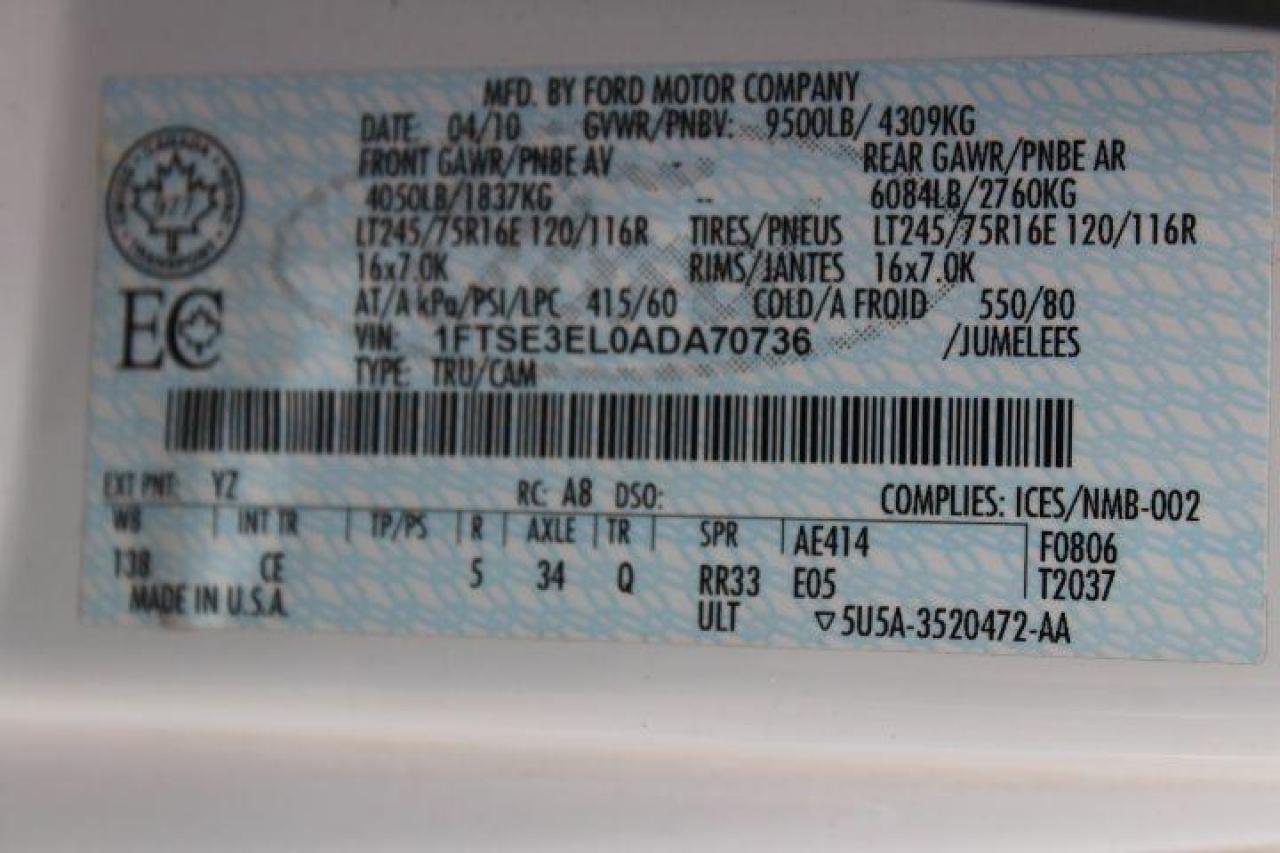 MFD. BY FORD MOTOR COMPANY
DATE: 04/10 GVWR/PNBV: 9500LB/ 4309KG
FRONT GAWR/PNBE AV - REAR GAWR/PNBE AR
4050LB/1837KG -- 6084LB/2760KG
LT245/75R16E 120/116R TIRES/PNEUS LT245/75R16E 120/116R
16x7.0K RIMS/JANTES 16x7.0K
AT/A kPa/PSI/LPC 415/60 COLD/A FROID 550/80
VIN: 1FTSE3EL0ADA70736 /JUMELEES
TYPE: TRU/CAM
EC
EXT PNT: YZ RC: A8 DSO: COMPLIES: ICES/NMB-002
WB INT TR TP/PS R AXLE TR SPR AE414 F0806
138 CE 5 34 Q RR33 E05 T2037
MADE IN U.S.A. ULT ▽5U5A-3520472-AA